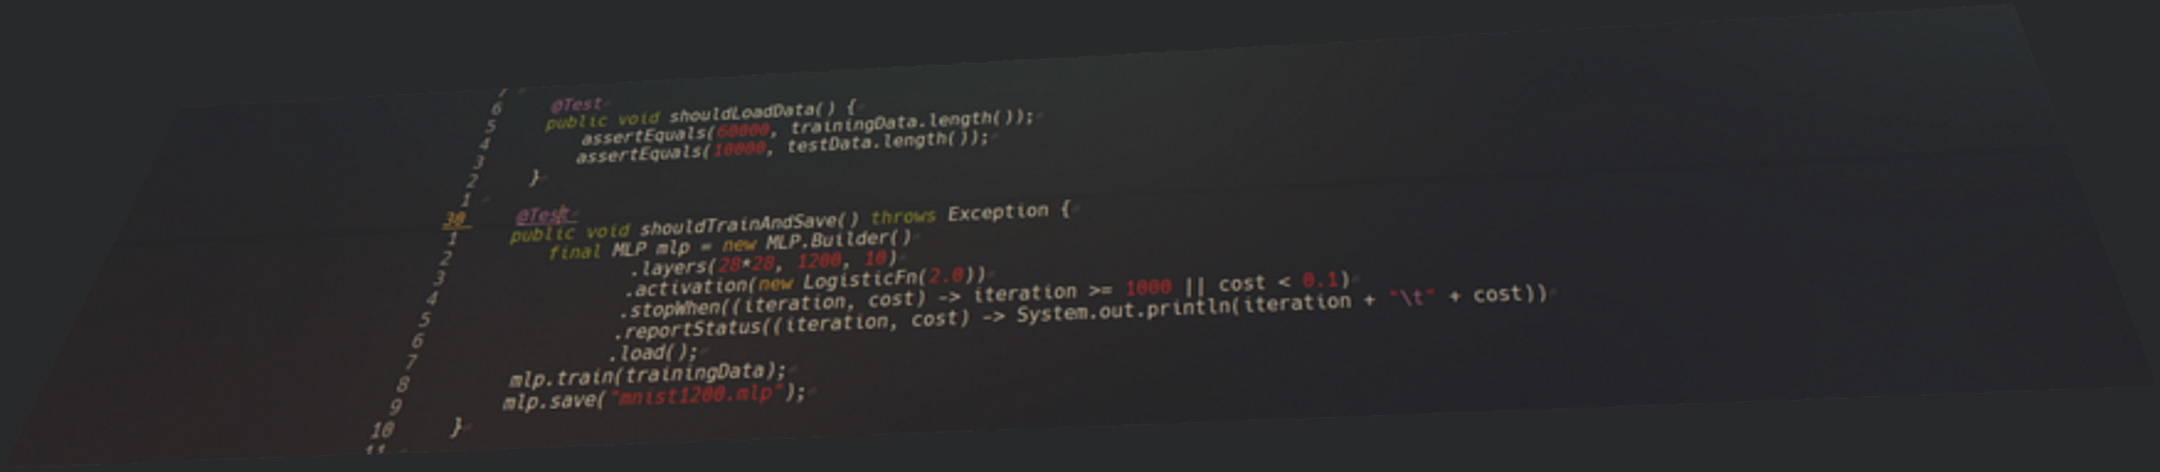 6 @Test
5 public void shouldLoadData() {
4 assertEquals(60000, trainingData.length());
3 assertEquals(10000, testData.length());
2 }
1
30 @Test
1 public void shouldTrainAndSave() throws Exception {
2 final MLP mlp = new MLP.Builder()
3 .layers(28*28, 1200, 10)
4 .activation(new LogisticFn(2.0))
5 .stopWhen((iteration, cost) -> iteration >= 1000 || cost < 0.1)
6 .reportStatus((iteration, cost) -> System.out.println(iteration + "\t" + cost))
7 .load();
8 mlp.train(trainingData);
9 mlp.save("mnist1200.mlp");
10 }
11